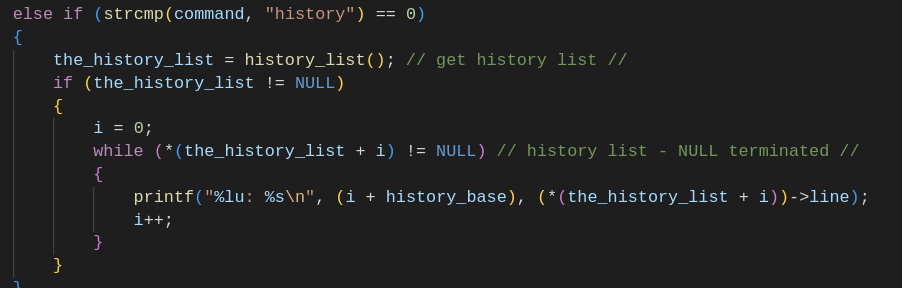 else if (strcmp(command, "history") == 0)
{
    the_history_list = history_list(); // get history list //
    if (the_history_list != NULL)
    {
        i = 0;
        while (*(the_history_list + i) != NULL) // history list - NULL terminated //
        {
            printf("%lu: %s\n", (i + history_base), (*(the_history_list + i))->line);
            i++;
        }
    }
}